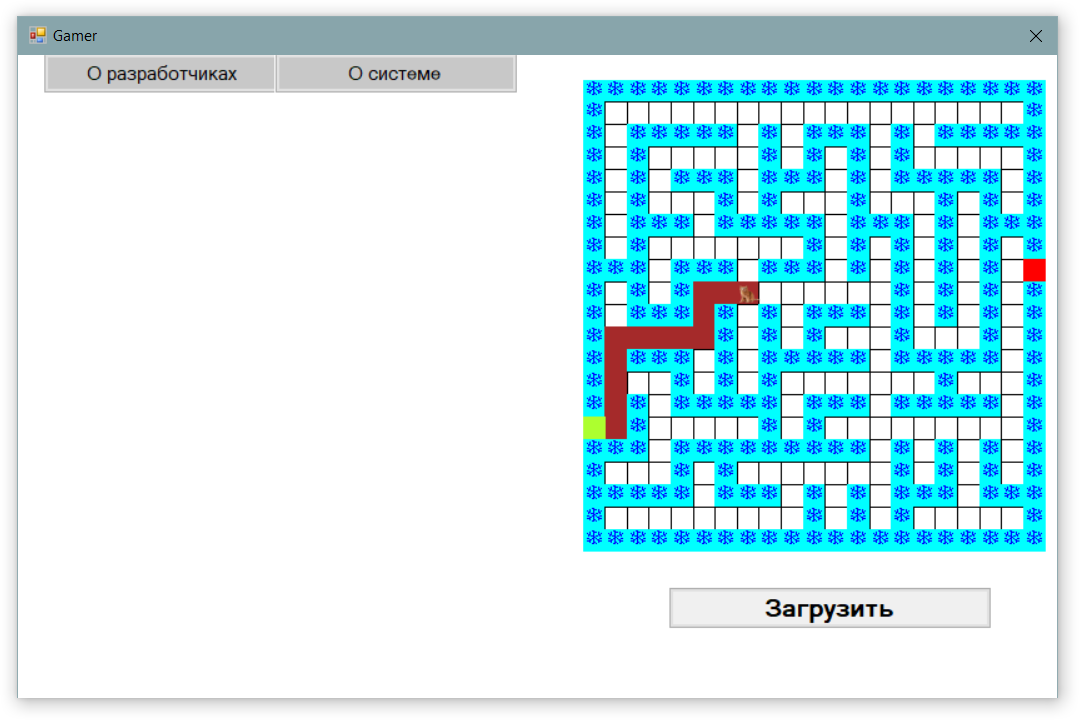 Gamer
О разработчиках
О системе
Загрузить